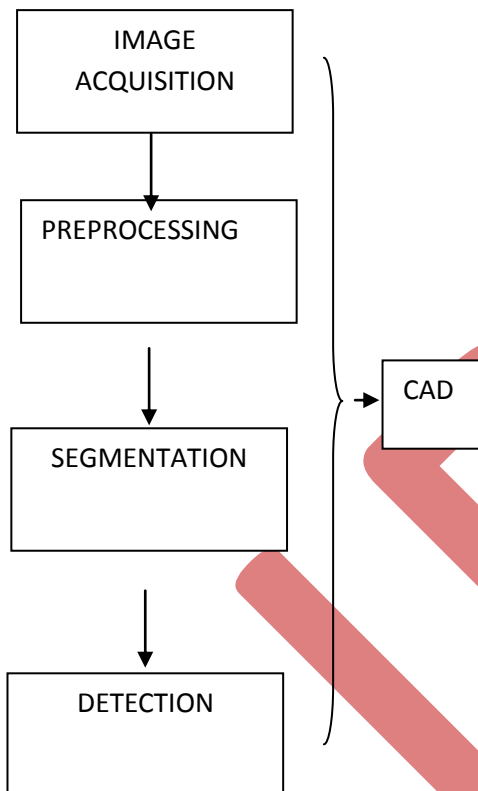 IMAGE
ACQUISITION
PREPROCESSING
SEGMENTATION
DETECTION
CAD